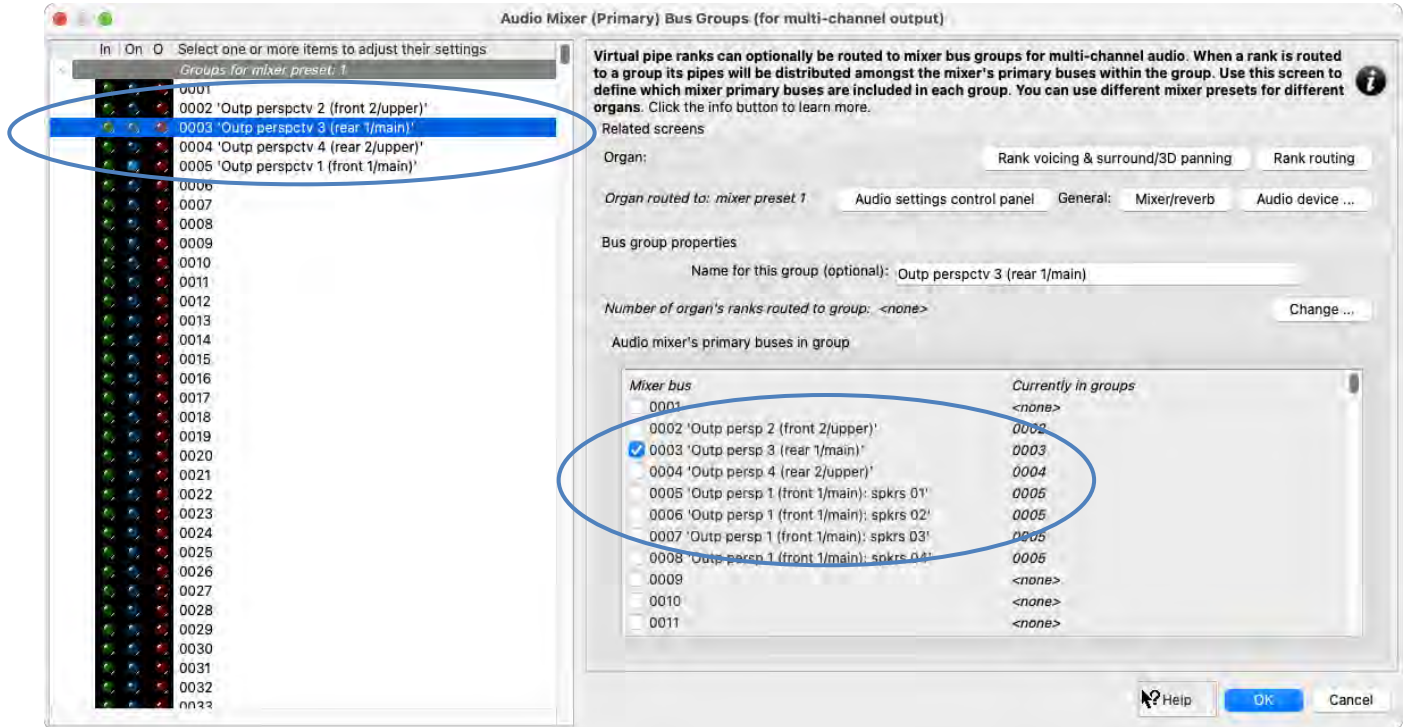 Audio Mixer (Primary) Bus Groups (for multi-channel output)
In On O Select one or more items to adjust their settings
Groups for mixer preset: 1
0001
0002 'Outp perspctv 2 (front 2/upper)'
0003 'Outp perspctv 3 (rear 1/main)'
0004 'Outp perspctv 4 (rear 2/upper)'
0005 'Outp perspctv 1 (front 1/main)'
0006
0007
0008
0009
0010
0011
0012
0013
0014
0015
0016
0017
0018
0019
0020
0021
0022
0023
0024
0025
0026
0027
0028
0029
0030
0031
0032
0033
Virtual pipe ranks can optionally be routed to mixer bus groups for multi-channel audio. When a rank is routed
to a group its pipes will be distributed amongst the mixer's primary buses within the group. Use this screen to
define which mixer primary buses are included in each group. You can use different mixer presets for different
organs. Click the info button to learn more.
Related screens
Organ: Rank voicing & surround/3D panning Rank routing
Organ routed to: mixer preset 1 Audio settings control panel General: Mixer/reverb Audio device ...
Bus group properties
Name for this group (optional): Outp perspctv 3 (rear 1/main)
Number of organ's ranks routed to group: <none> Change ...
Audio mixer's primary buses in group
Mixer bus Currently in groups
0001 <none>
0002 'Outp persp 2 (front 2/upper)' 0002
0003 'Outp persp 3 (rear 1/main)' 0003
0004 'Outp persp 4 (rear 2/upper)' 0004
0005 'Outp persp 1 (front 1/main): spkrs 01' 0005
0006 'Outp persp 1 (front 1/main): spkrs 02' 0005
0007 'Outp persp 1 (front 1/main): spkrs 03' 0005
0008 'Outp persp 1 (front 1/main): spkrs 04' 0005
0009 <none>
0010 <none>
0011 <none>
Help OK Cancel